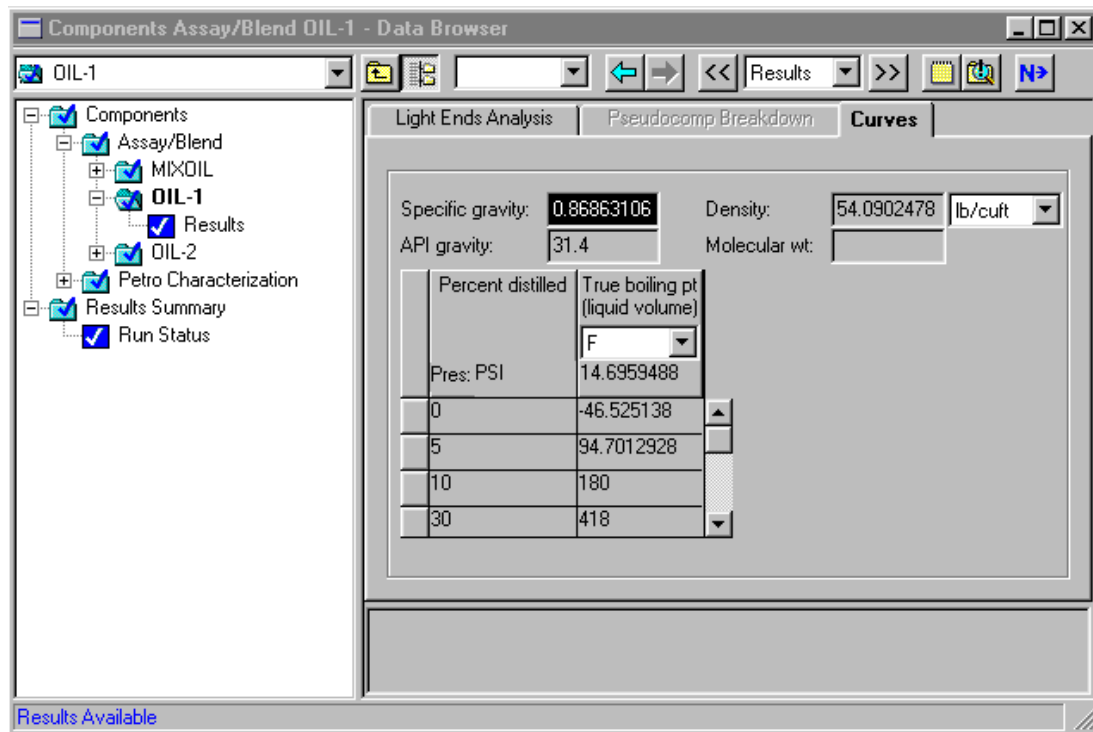 Components Assay/Blend OIL-1 - Data Browser
OIL-1
<< Results >> N>
Components
Assay/Blend
MIXOIL
OIL-1
Results
OIL-2
Petro Characterization
Results Summary
Run Status
Light Ends Analysis Pseudocomp Breakdown Curves
Specific gravity: 0.86863106 Density: 54.0902478 lb/cuft
API gravity: 31.4 Molecular wt:
Percent distilled True boiling pt
(liquid volume)
F
Pres: PSI 14.6959488
0 -46.525138
5 94.7012928
10 180
30 418
Results Available